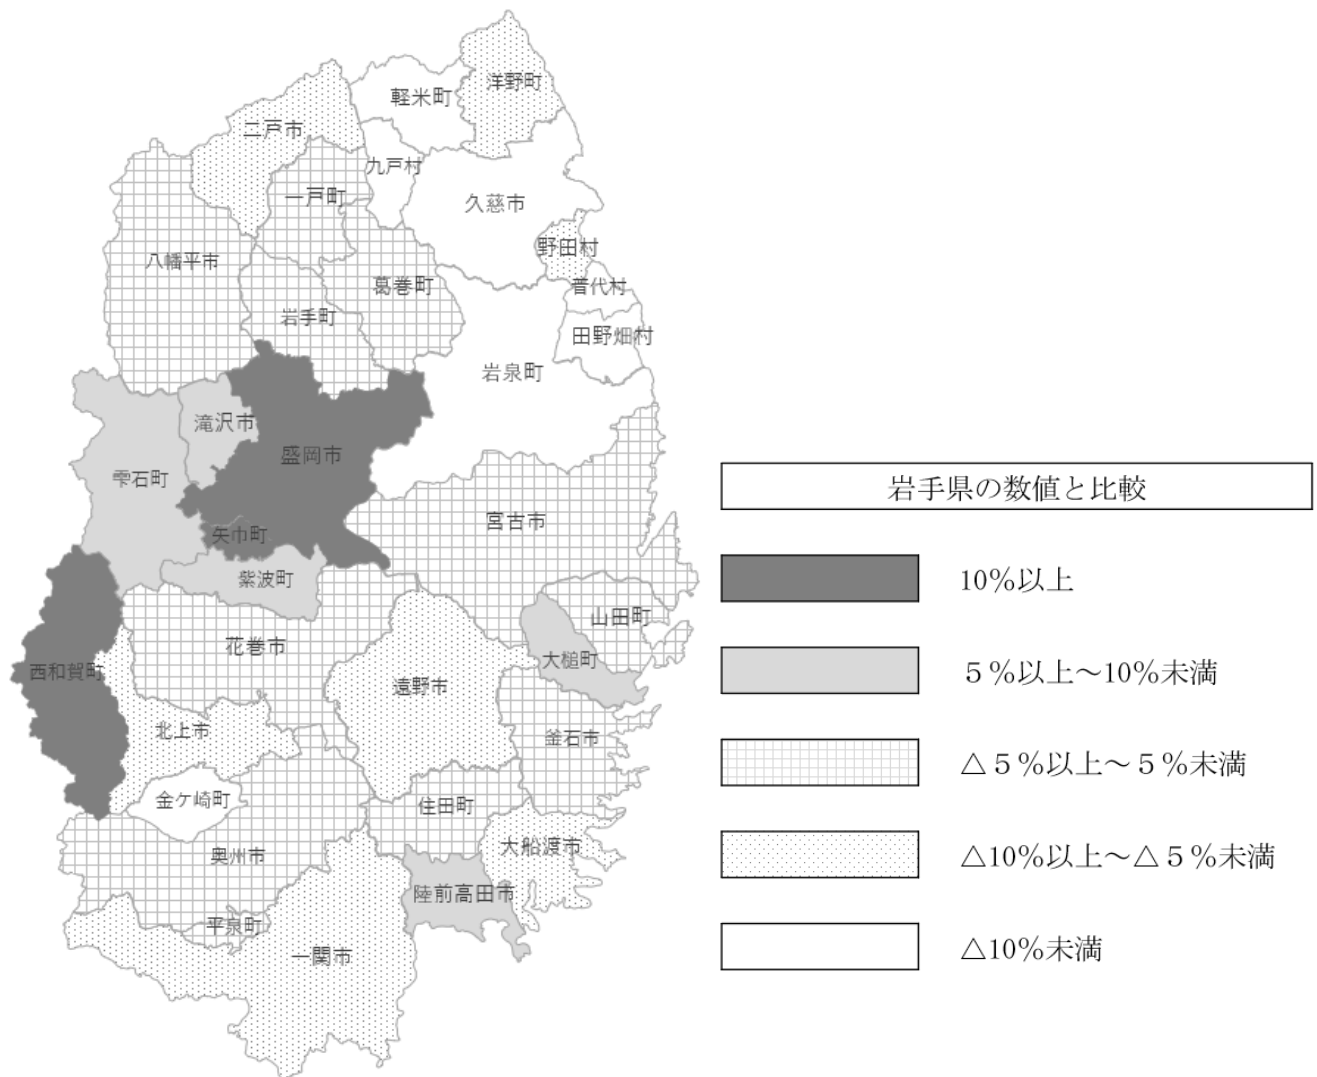 洋野町
軽米町
二戸市
九戸村
一戸町
久慈市
野田村
八幡平市
葛巻町
普代村
岩手町
田野畑村
岩泉町
滝沢市
盛岡市
雫石町
宮古市
矢巾町
紫波町
山田町
花巻市
大槌町
西和賀町
遠野市
北上市
釜石市
金ケ崎町
住田町
大船渡市
奥州市
陸前高田市
平泉町
一関市
岩手県の数値と比較
10％以上
５％以上～10％未満
△５％以上～５％未満
△10％以上～△５％未満
△10％未満